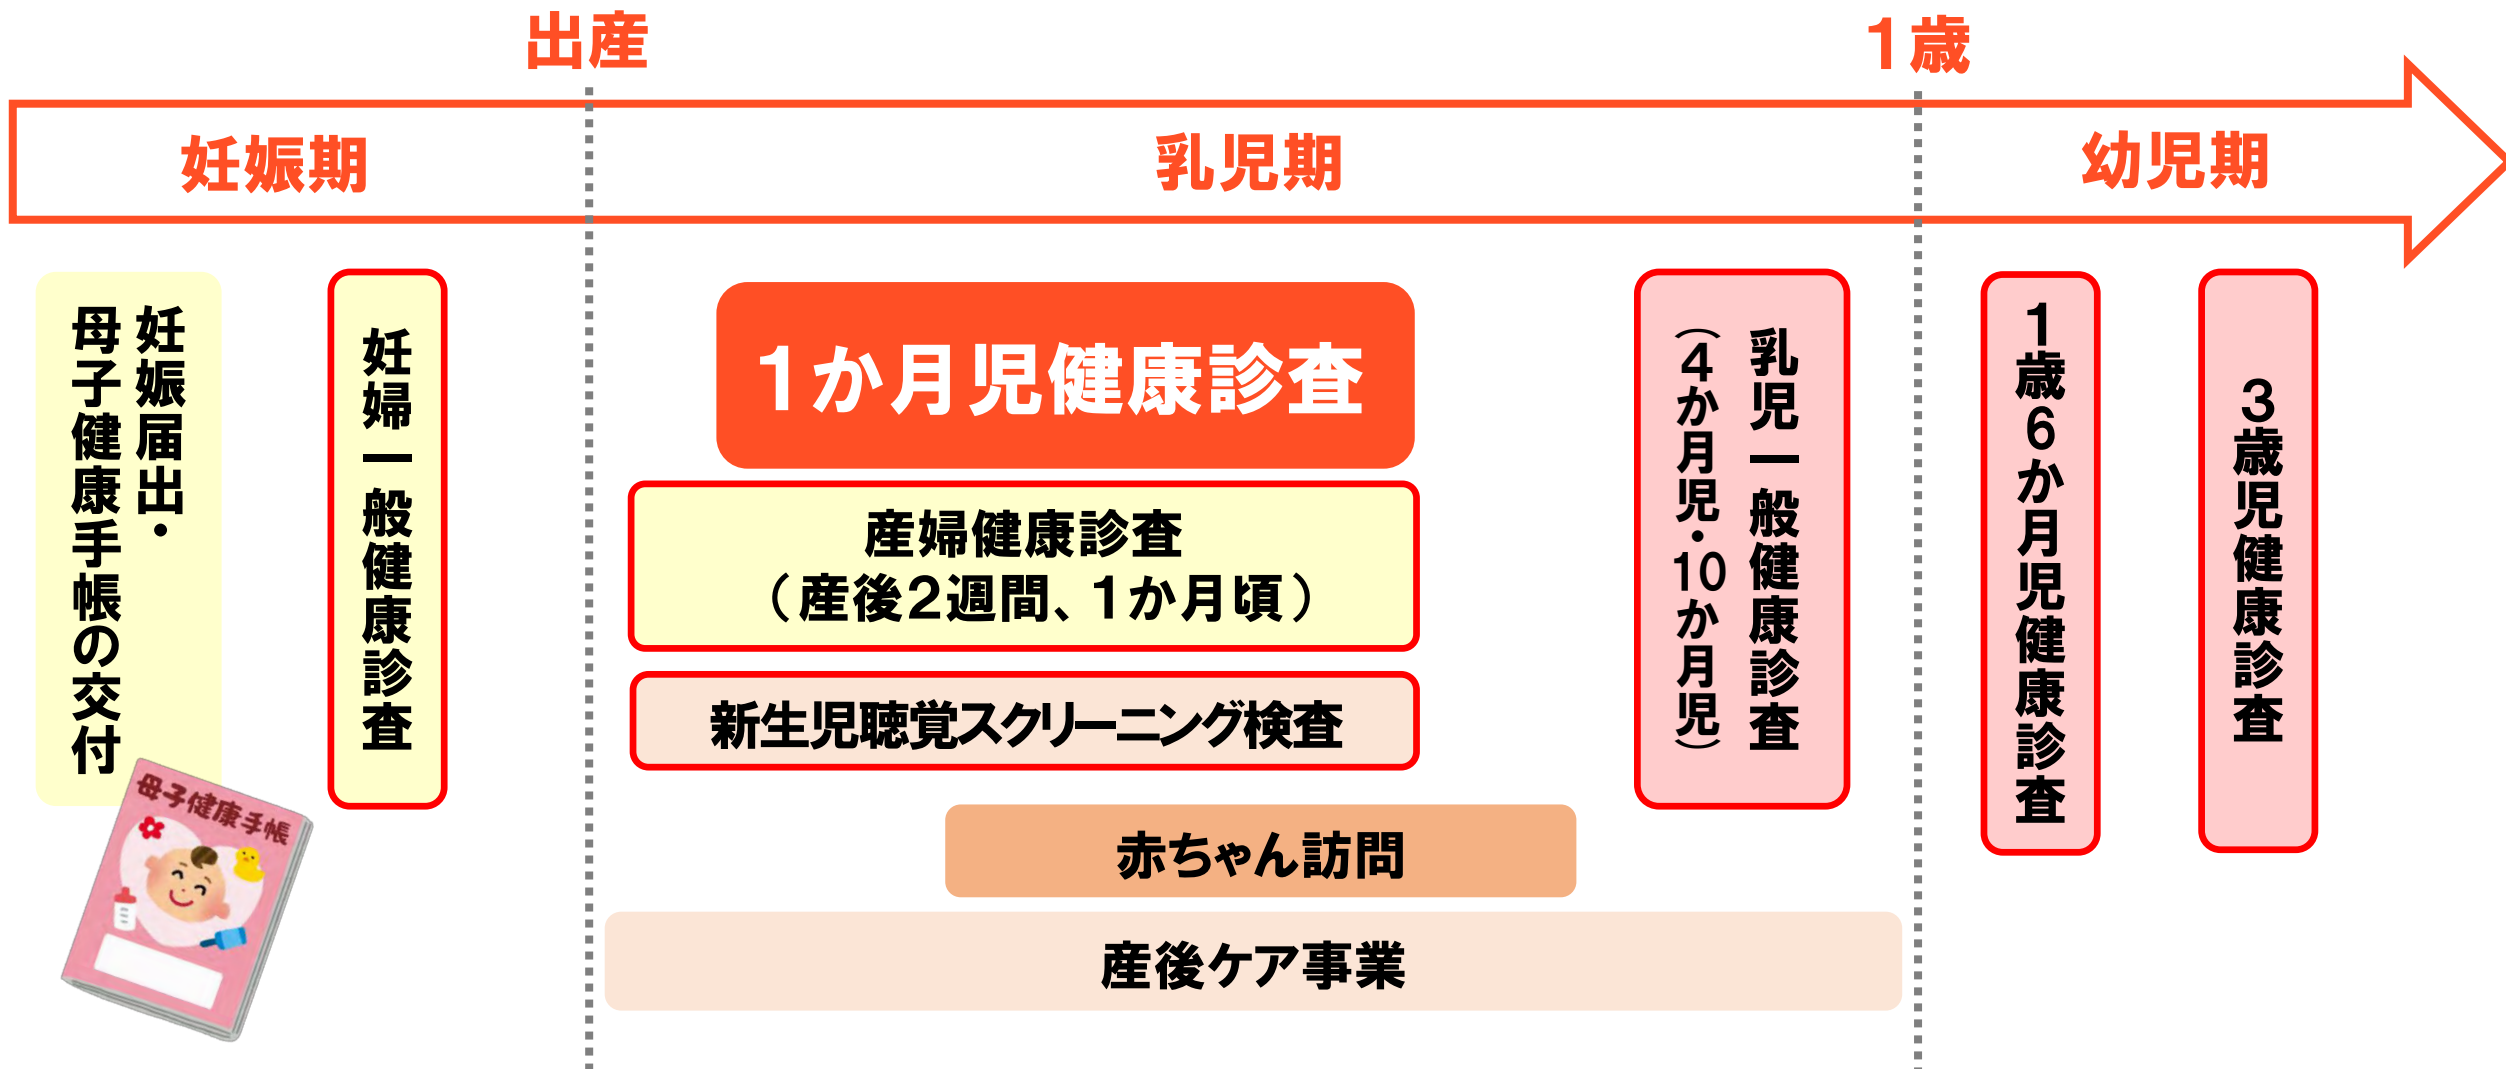 出産
1歳
妊娠期
乳児期
幼児期
妊娠届出・
母子健康手帳の交付
妊婦一般健康診査
1か月児健康診査
産婦健康診査
（産後2週間、1か月頃）
新生児聴覚スクリーニング検査
赤ちゃん訪問
産後ケア事業
乳児一般健康診査
（4か月児・10か月児）
1歳6か月児健康診査
3歳児健康診査
母子健康手帳